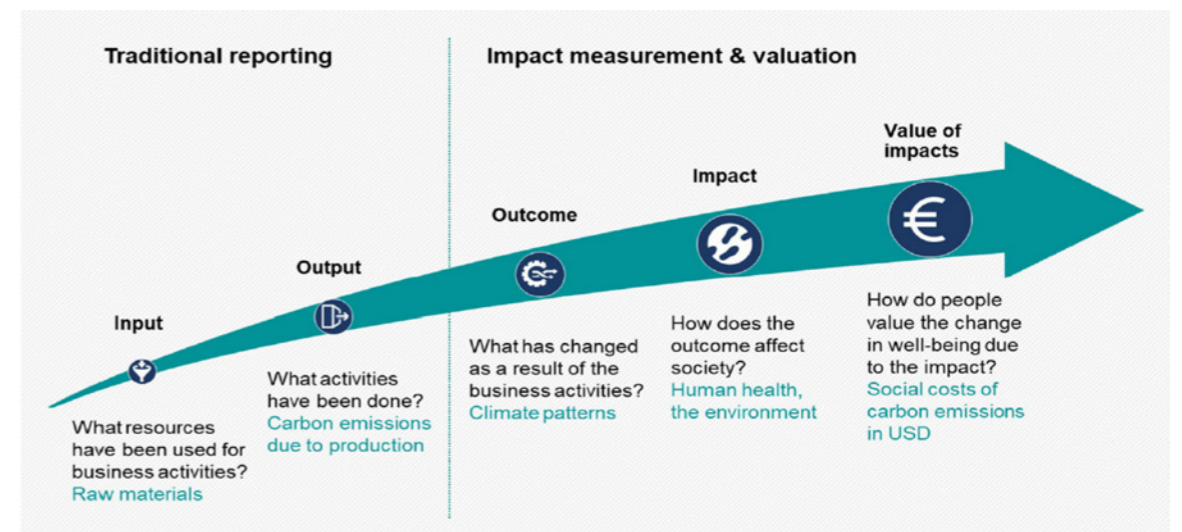 Traditional reporting
Impact measurement & valuation
Input
What resources
have been used for
business activities?
Raw materials
Output
What activities
have been done?
Carbon emissions
due to production
Outcome
What has changed
as a result of the
business activities?
Climate patterns
Impact
How does the
outcome affect
society?
Human health,
the environment
Value of
impacts
€
How do people
value the change
in well-being due
to the impact?
Social costs of
carbon emissions
in USD